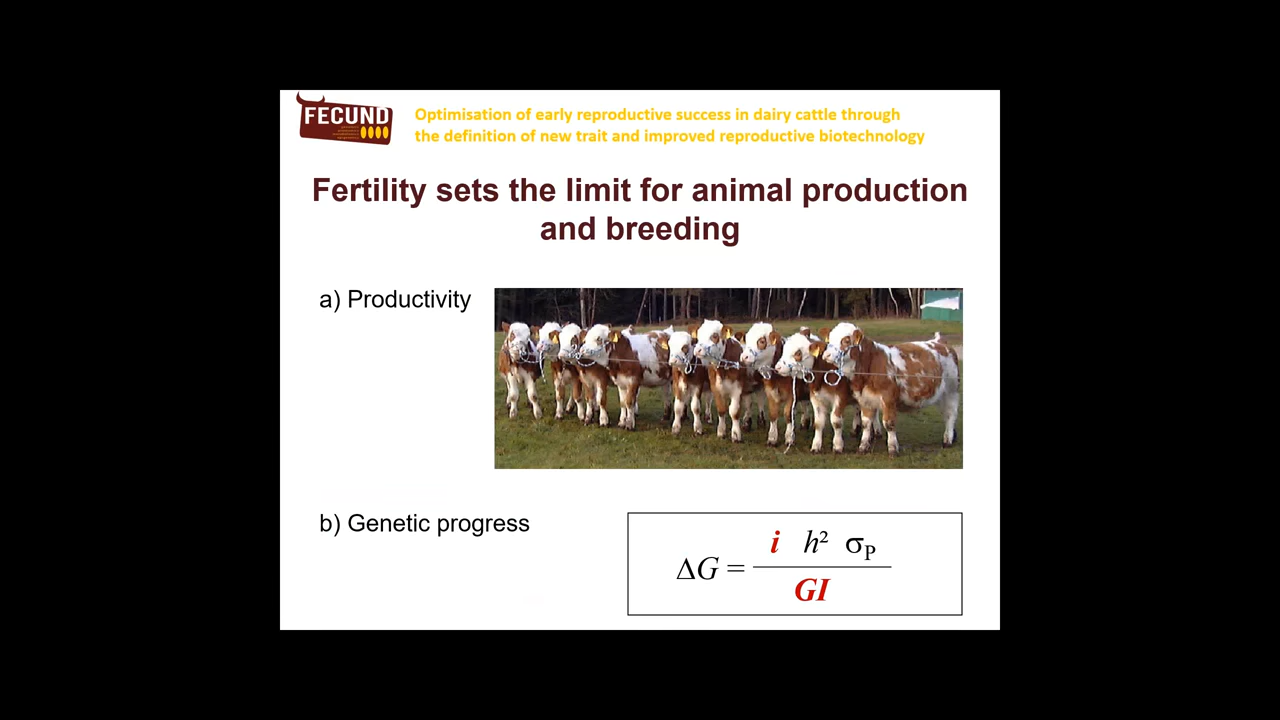 FECUND
Optimisation of early reproductive success in dairy cattle through
the definition of new trait and improved reproductive biotechnology
Fertility sets the limit for animal production
and breeding
a) Productivity
b) Genetic progress
i h² σP
ΔG =
GI